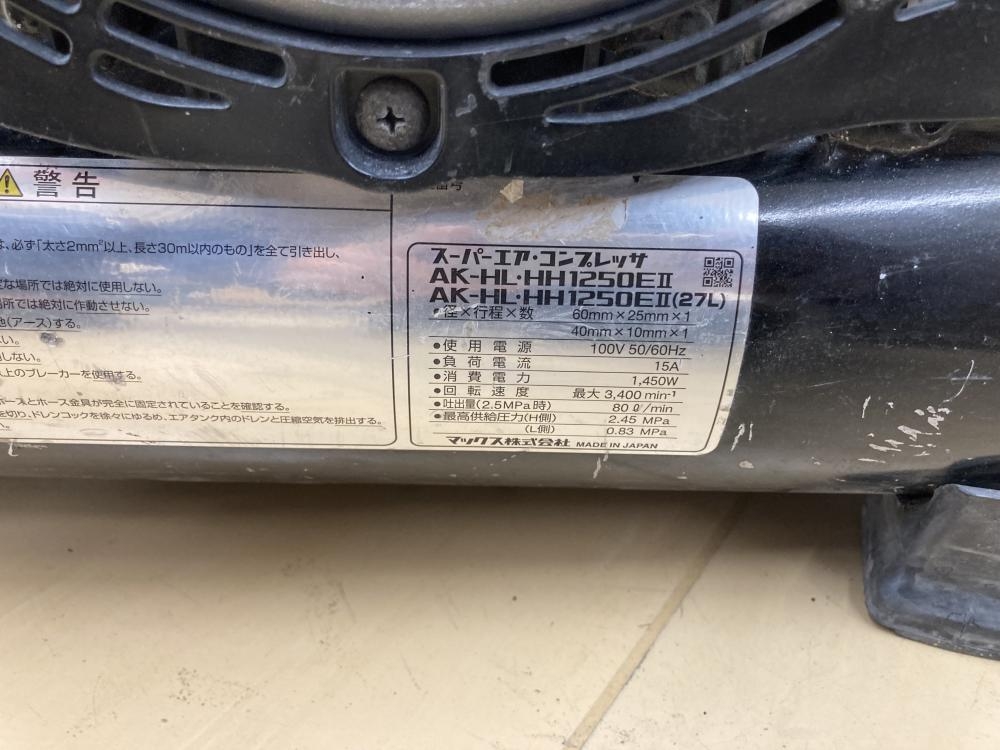 警告
は、必ず「太さ2mm²以上、長さ30m以内のもの」を全て引き出し、
定な場所では絶対に使用しない。
場所では絶対に作動させない。
地(アース)する。
ない。
用しない。
以上のブレーカーを使用する。
ホースとホース金具が完全に固定されていることを確認する。
を切り、ドレンコックを徐々にゆるめ、エアタンク内のドレンと圧縮空気を排出する。
番号
スーパーエア・コンプレッサ
AK-HL・HH1250EⅡ
AK-HL・HH1250EⅡ(27L)
・径×行程×数 60mm×25mm×1
40mm×10mm×1
●使用電源 100V 50/60Hz
●負荷電流 15A
●消費電力 1,450W
●回転速度 最大 3,400 min⁻¹
●吐出量(2.5MPa時) 80 ℓ/min
●最高供給圧力(H側) 2.45 MPa
(L側) 0.83 MPa
マックス株式会社 MADE IN JAPAN